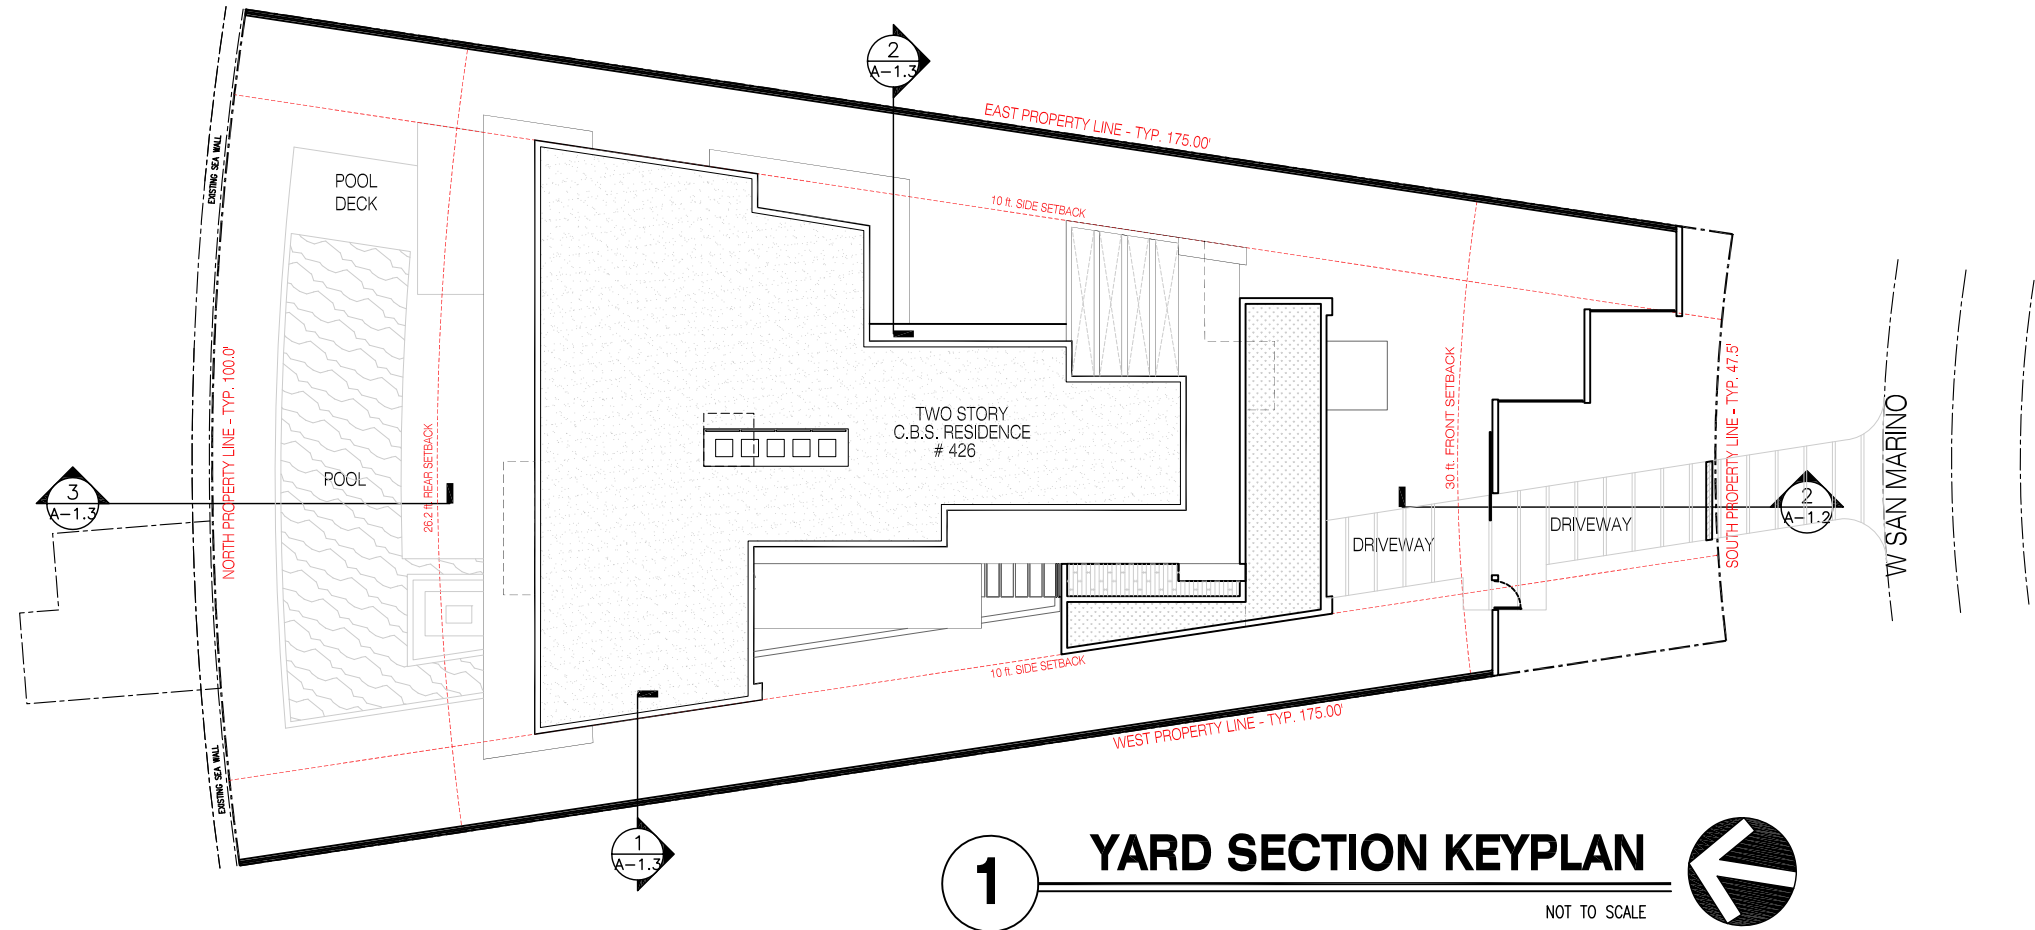 2
A-1.3
EAST PROPERTY LINE - TYP. 175.00'
EXISTING SEA WALL
POOL
DECK
10 ft. SIDE SETBACK
NORTH PROPERTY LINE - TYP. 100.0'
26.2 ft. REAR SETBACK
TWO STORY
C.B.S. RESIDENCE
# 426
30 ft. FRONT SETBACK
SOUTH PROPERTY LINE - TYP. 47.5'
W SAN MARINO
POOL
3
A-1.3
2
A-1.2
DRIVEWAY
DRIVEWAY
10 ft. SIDE SETBACK
WEST PROPERTY LINE - TYP. 175.00'
EXISTING SEA WALL
1
A-1.3
1
YARD SECTION KEYPLAN
NOT TO SCALE